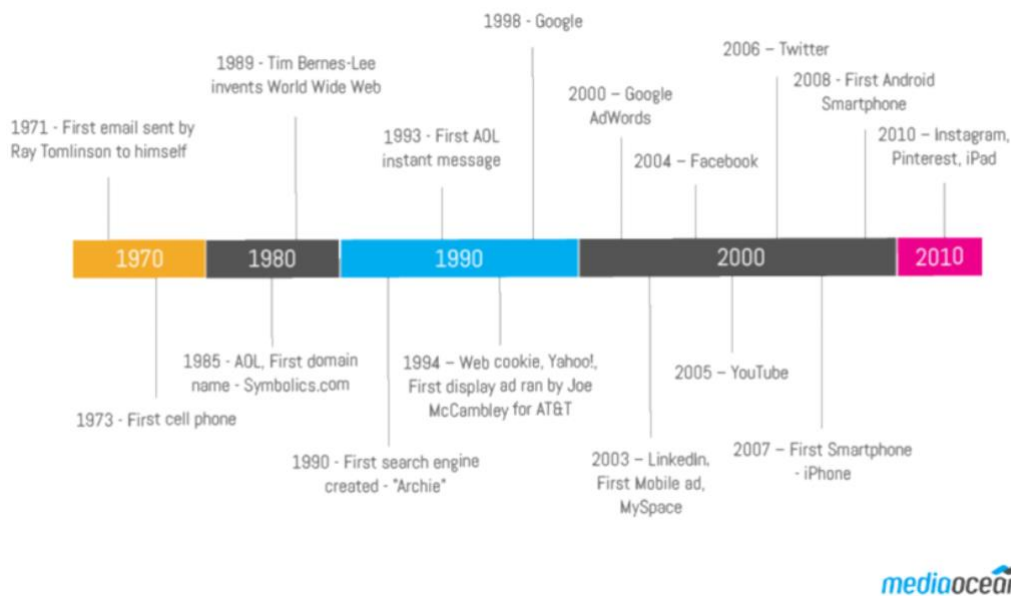 1998 - Google
2006 – Twitter
1989 - Tim Bernes-Lee
invents World Wide Web
2000 – Google
AdWords
2008 - First Android
Smartphone
1971 - First email sent by
Ray Tomlinson to himself
1993 - First AOL
instant message
2004 – Facebook
2010 – Instagram,
Pinterest, iPad
1970
1980
1990
2000
2010
1985 - AOL, First domain
name - Symbolics.com
1994 – Web cookie, Yahoo!,
First display ad ran by Joe
McCambley for AT&T
2005 – YouTube
1973 - First cell phone
1990 - First search engine
created - "Archie"
2003 – LinkedIn,
First Mobile ad,
MySpace
2007 – First Smartphone
- iPhone
mediaocean